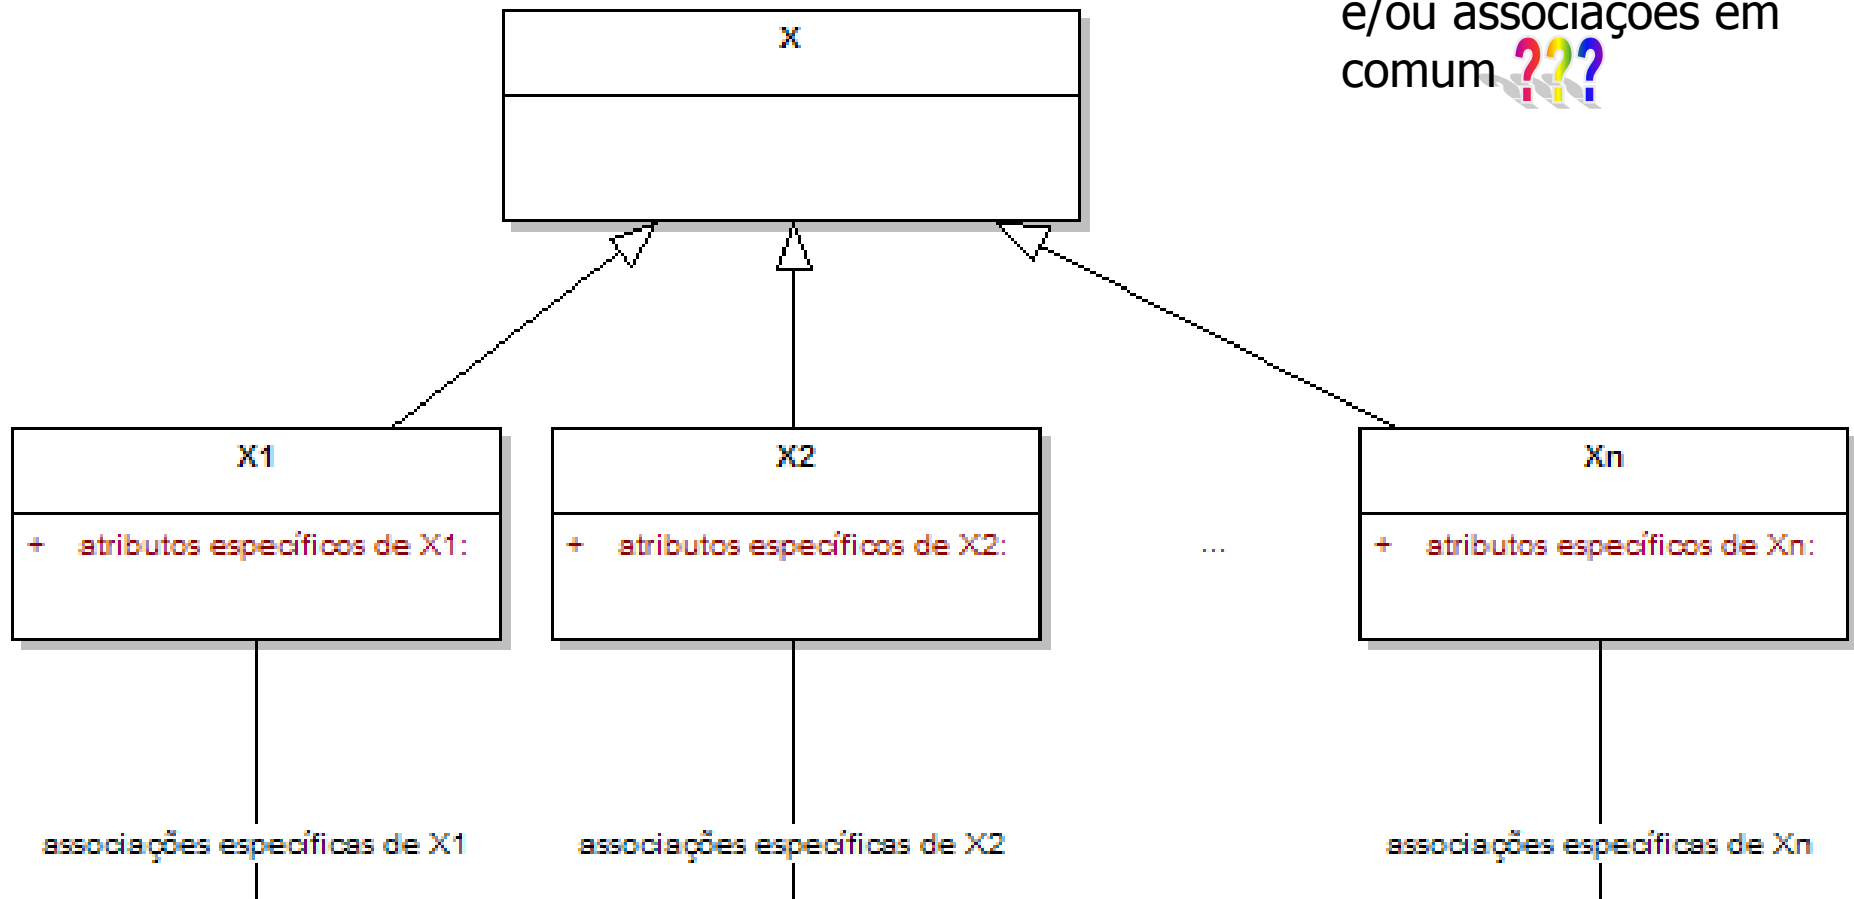 e/ou associações em
comum ???
X
X1
+ atributos específicos de X1:
X2
+ atributos específicos de X2:
...
Xn
+ atributos específicos de Xn:
associações específicas de X1
associações específicas de X2
associações específicas de Xn